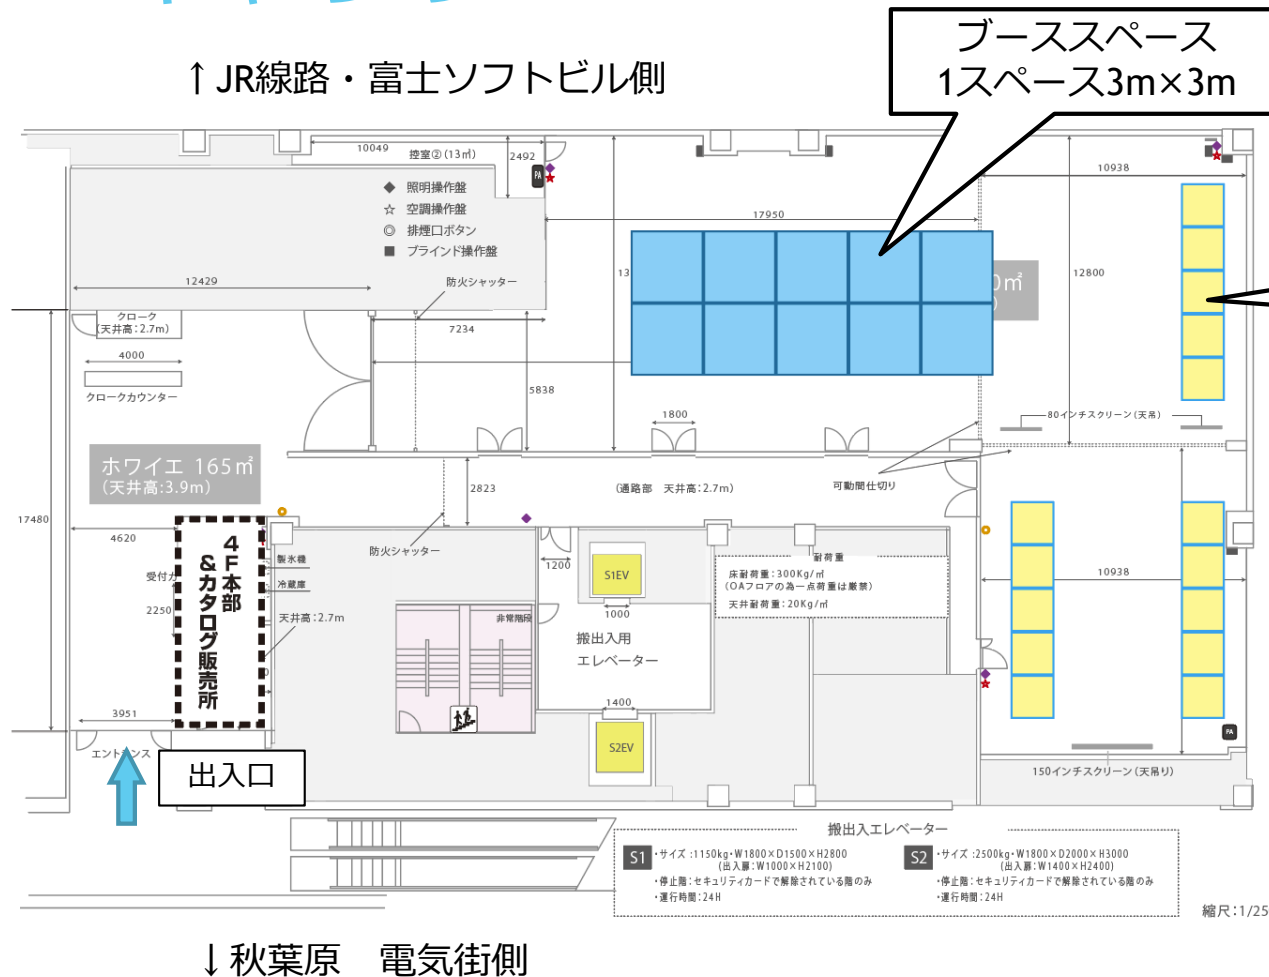 ↑JR線路・富士ソフトビル側
ブーススペース
1スペース3m×3m
10049
控室②(13㎡)
2492
PA
10938
◆ 照明操作盤
☆ 空調操作盤
◎ 排煙口ボタン
■ ブラインド操作盤
17950
12429
防火シャッター
13
0㎡
12800
クローク
(天井高:2.7m)
7234
4000
クロークカウンター
5838
1800
80インチスクリーン(天吊)
ホワイエ 165㎡
(天井高:3.9m)
2823
(通路部 天井高:2.7m)
可動間仕切り
17480
4620
防火シャッター
製氷機
冷蔵庫
受付カ
2250
天井高:2.7m
4F本部
&カタログ販売所
1200
S1EV
1000
耐荷重
床耐荷重:300Kg/㎡
(OAフロアの為一点荷重は厳禁)
天井耐荷重:20Kg/㎡
10938
非常階段
搬出入用
エレベーター
1400
S2EV
3951
エントランス
出入口
PA
150インチスクリーン(天吊り)
搬出入エレベーター
S1 ・サイズ:1150kg・W1800×D1500×H2800
(出入扉:W1000×H2100)
・停止階:セキュリティカードで解除されている階のみ
・運行時間:24H
S2 ・サイズ:2500kg・W1800×D2000×H3000
(出入扉:W1400×H2400)
・停止階:セキュリティカードで解除されている階のみ
・運行時間:24H
縮尺:1/25
↓秋葉原 電気街側